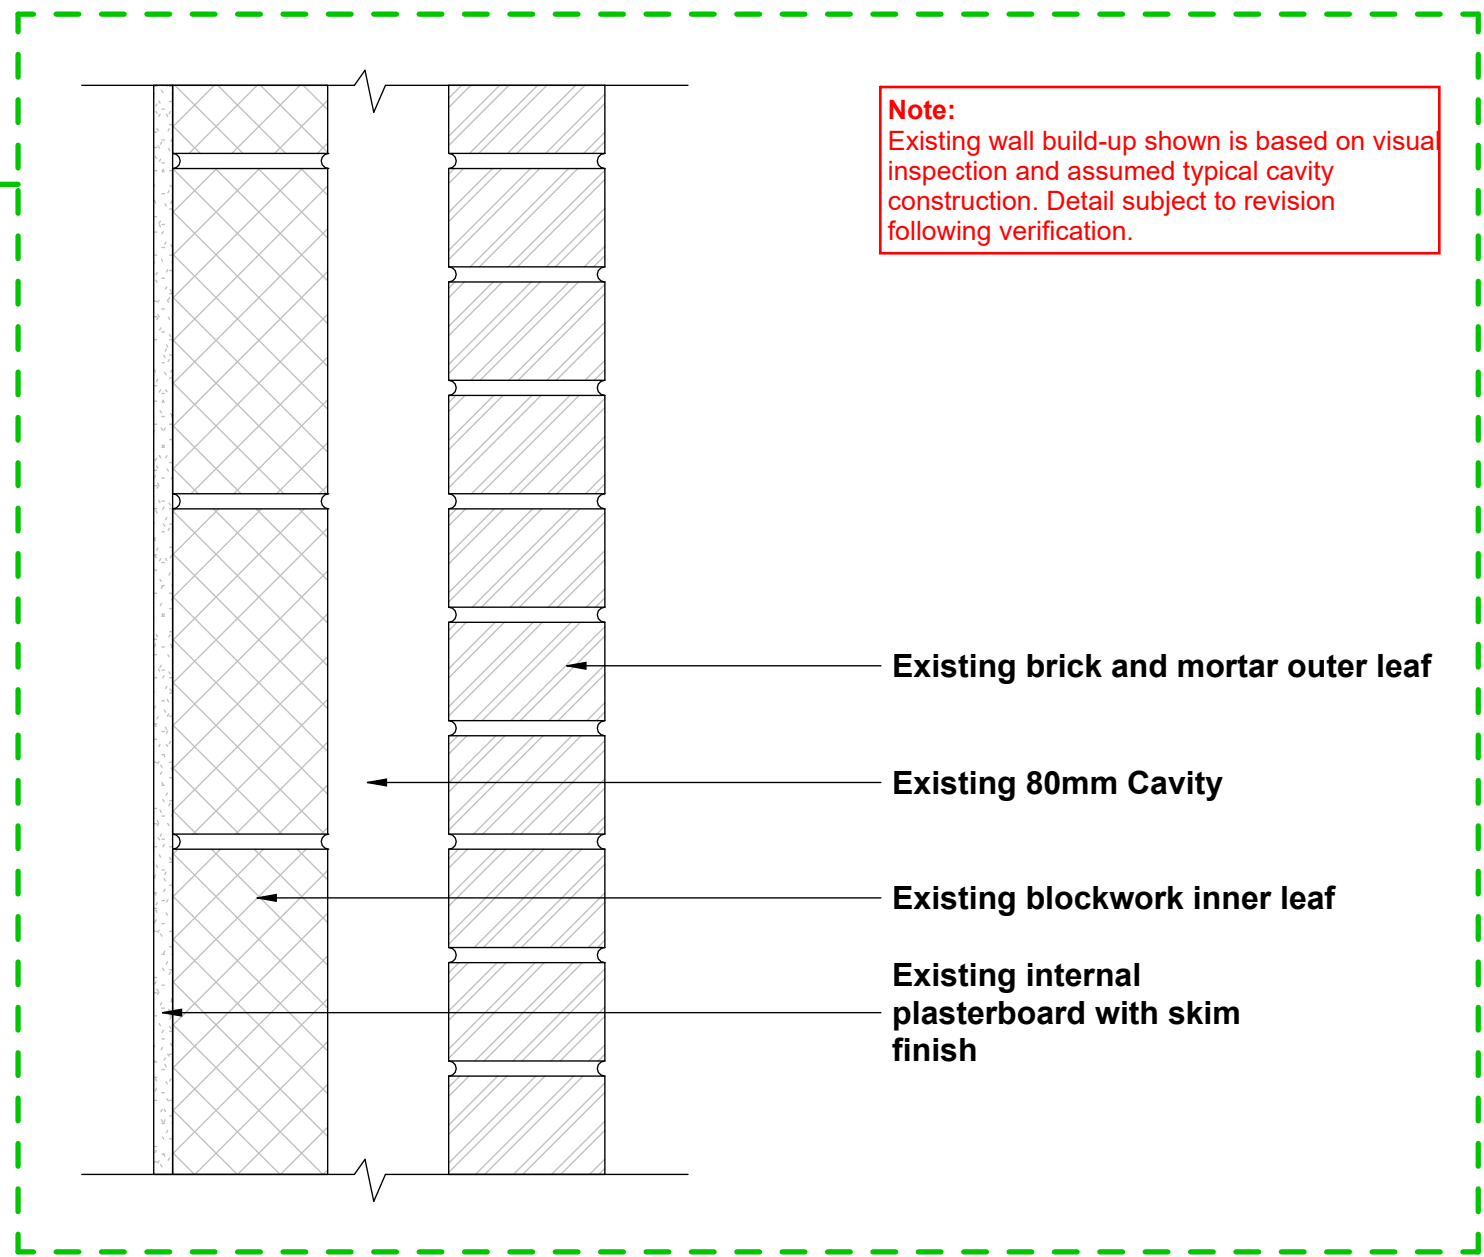 Note:
Existing wall build-up shown is based on visual
inspection and assumed typical cavity
construction. Detail subject to revision
following verification.
Existing brick and mortar outer leaf
Existing 80mm Cavity
Existing blockwork inner leaf
Existing internal
plasterboard with skim
finish